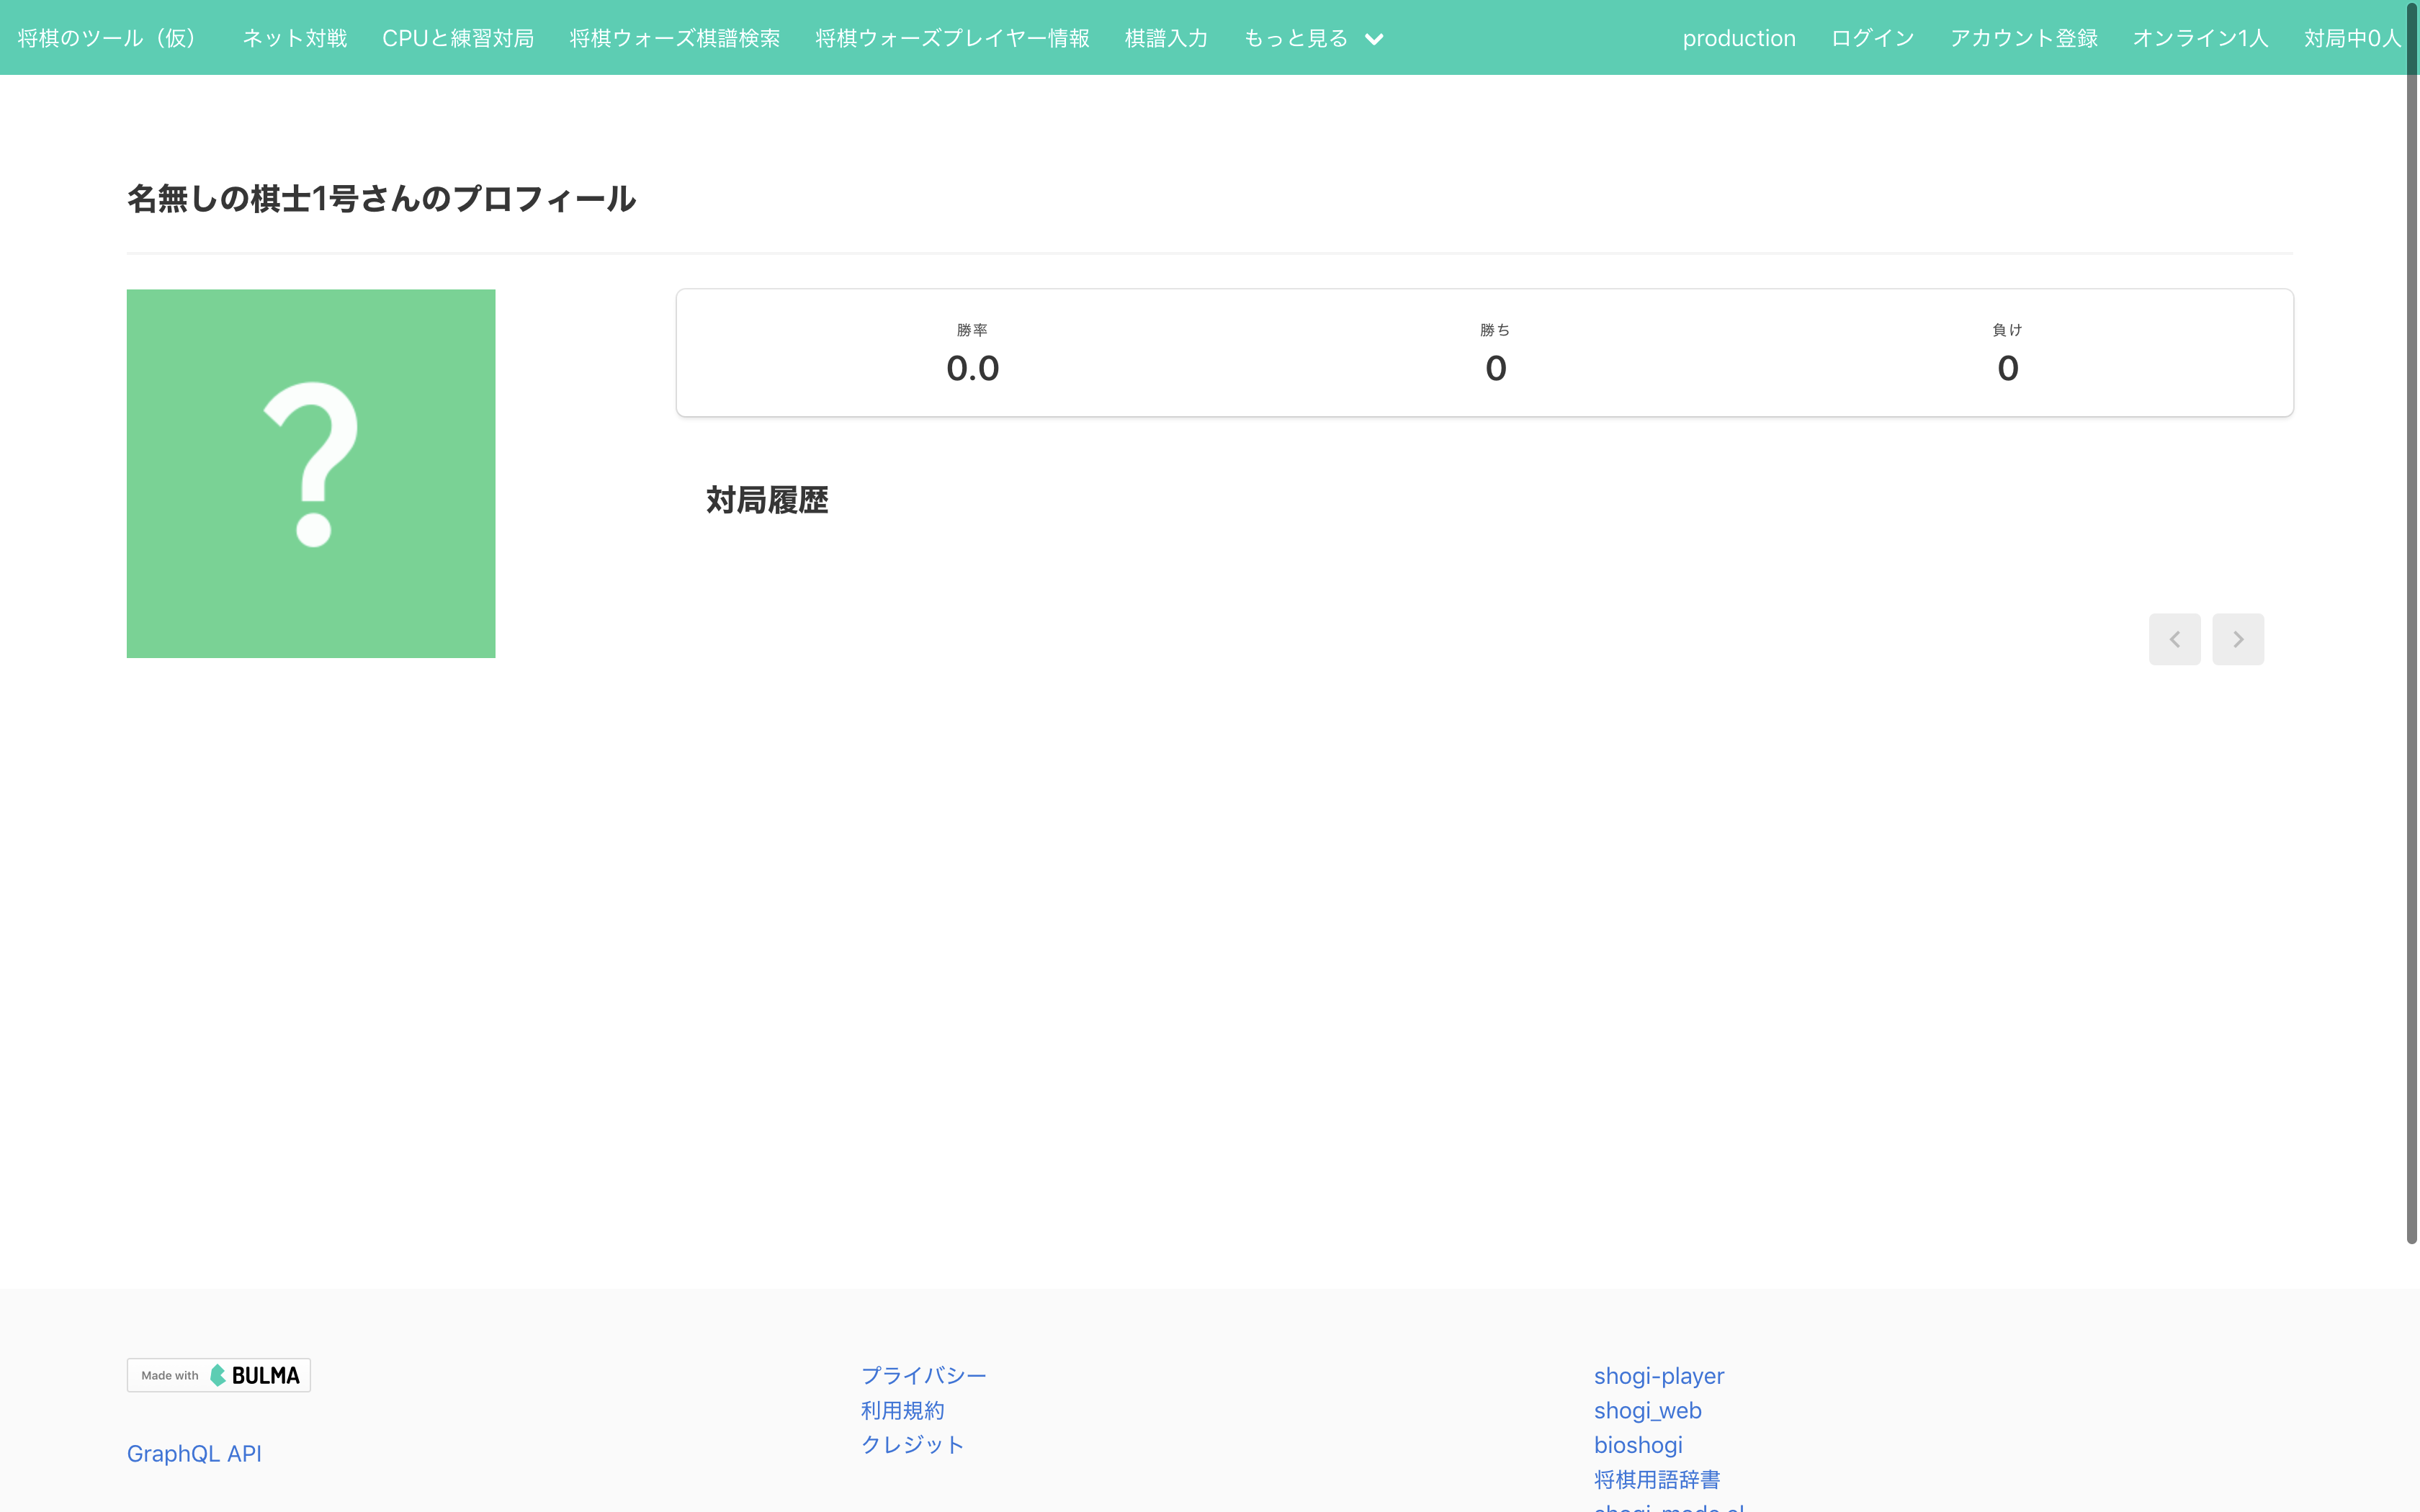 将棋のツール（仮） ネット対戦 CPUと練習対局 将棋ウォーズ棋譜検索 将棋ウォーズプレイヤー情報 棋譜入力 もっと見る production ログイン アカウント登録 オンライン1人 対局中0人
名無しの棋士1号さんのプロフィール
勝率 勝ち 負け
0.0 0 0
対局履歴
Made with BULMA
GraphQL API
プライバシー
利用規約
クレジット
shogi-player
shogi_web
bioshogi
将棋用語辞書